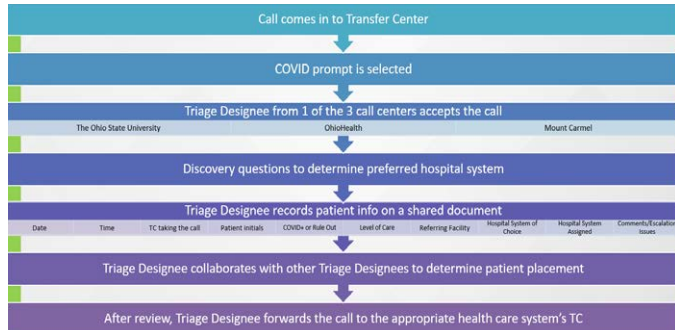 Call comes in to Transfer Center
COVID prompt is selected
Triage Designee from 1 of the 3 call centers accepts the call
The Ohio State University
OhioHealth
Mount Carmel
Discovery questions to determine preferred hospital system
Triage Designee records patient info on a shared document
Date
Time
TC taking the call
Patient initials
COVID+ or Rule Out
Level of Care
Referring Facility
Hospital System of
Choice
Hospital System
Assigned
Comments/Escalation
Issues
Triage Designee collaborates with other Triage Designees to determine patient placement
After review, Triage Designee forwards the call to the appropriate health care system's TC